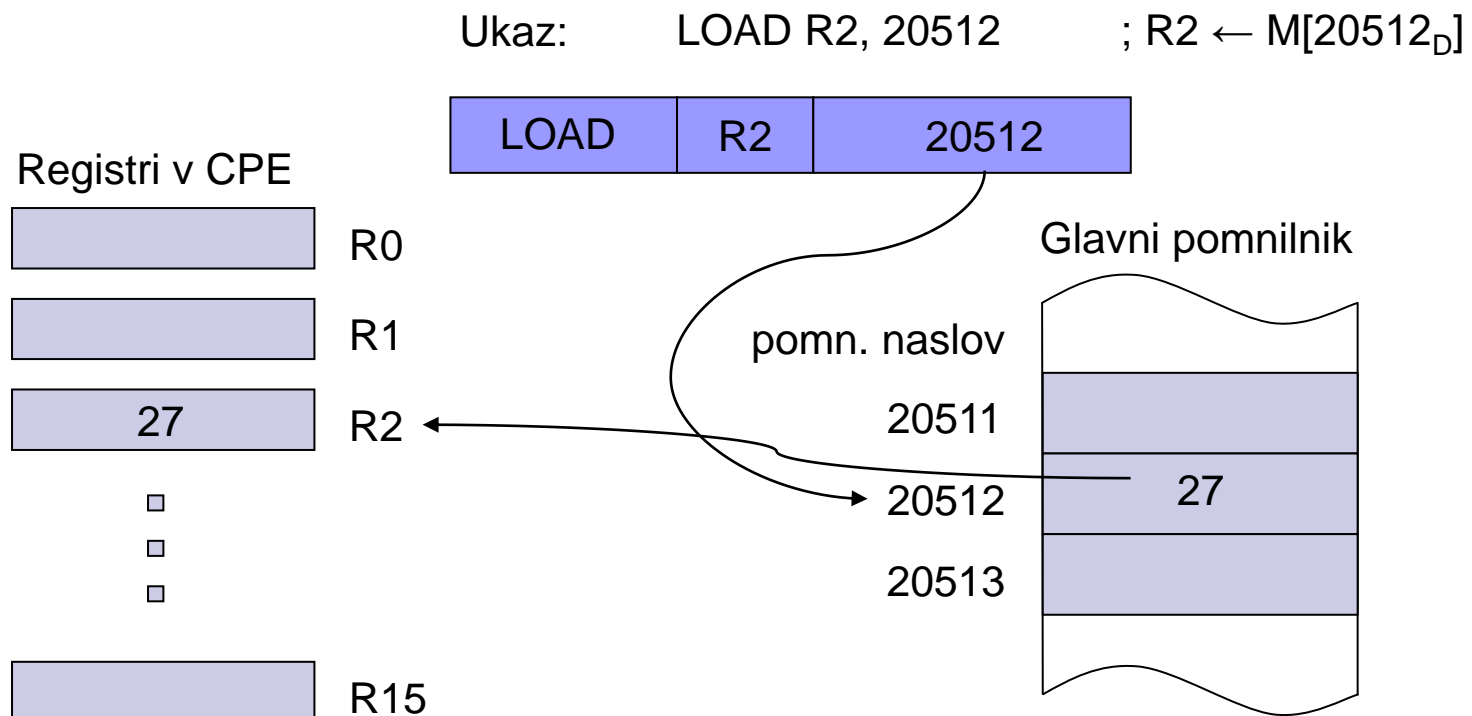 Ukaz: LOAD R2, 20512 ; R2 ← M[20512D]
LOAD R2 20512
Registri v CPE
R0
Glavni pomnilnik
R1
pomn. naslov
27 R2
20511
20512 27
20513
R15